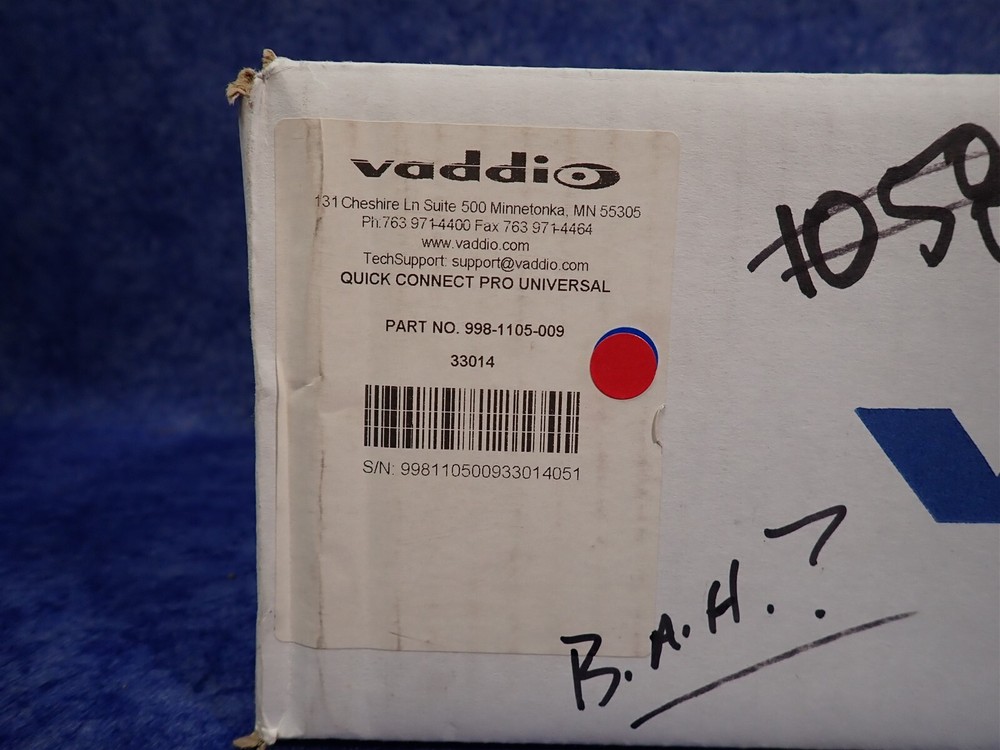 vaddio
131 Cheshire Ln Suite 500 Minnetonka, MN 55305
Ph.763 971-4400 Fax 763 971-4464
www.vaddio.com
TechSupport: support@vaddio.com
QUICK CONNECT PRO UNIVERSAL
PART NO. 998-1105-009
33014
S/N: 998110500933014051
B.A.H.?